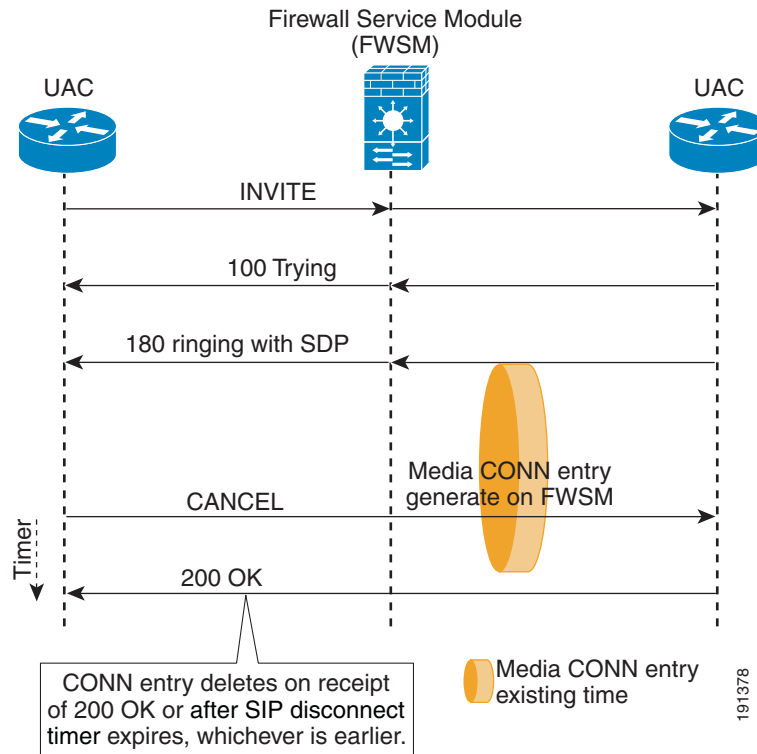 Firewall Service Module
(FWSM)
UAC
UAC
INVITE
100 Trying
180 ringing with SDP
Media CONN entry
generate on FWSM
CANCEL
Timer
200 OK
CONN entry deletes on receipt
of 200 OK or after SIP disconnect
timer expires, whichever is earlier.
Media CONN entry
existing time
191378